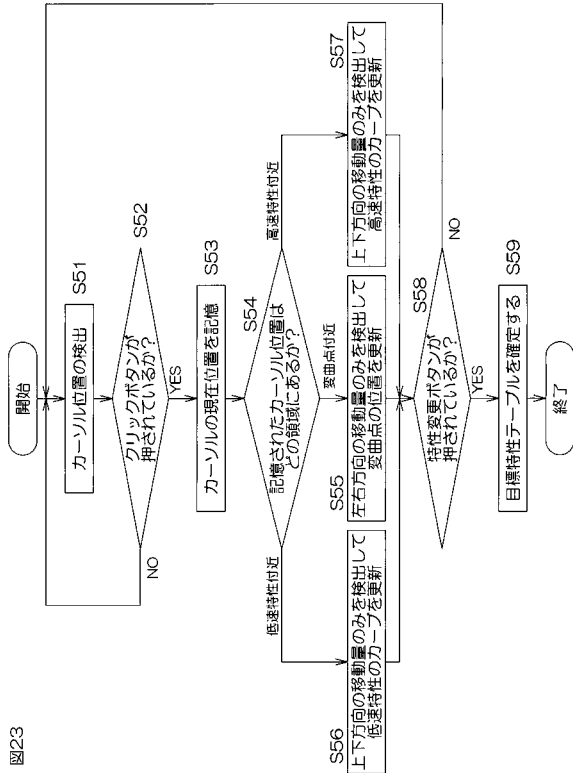 図23
開始
S51
カーソル位置の検出
S52
クリックボタンが
押されているか?
NO
YES
S53
カーソルの現在位置を記憶
S54
記憶されたカーソル位置は
どの領域にあるか?
低速特性付近
変曲点付近
高速特性付近
S56
上下方向の移動量のみを検出して
低速特性のカーブを更新
S55
左右方向の移動量のみを検出して
変曲点の位置を更新
S57
上下方向の移動量のみを検出して
高速特性のカーブを更新
S58
特性変更ボタンが
押されているか?
NO
YES
S59
目標特性テーブルを確定する
終了